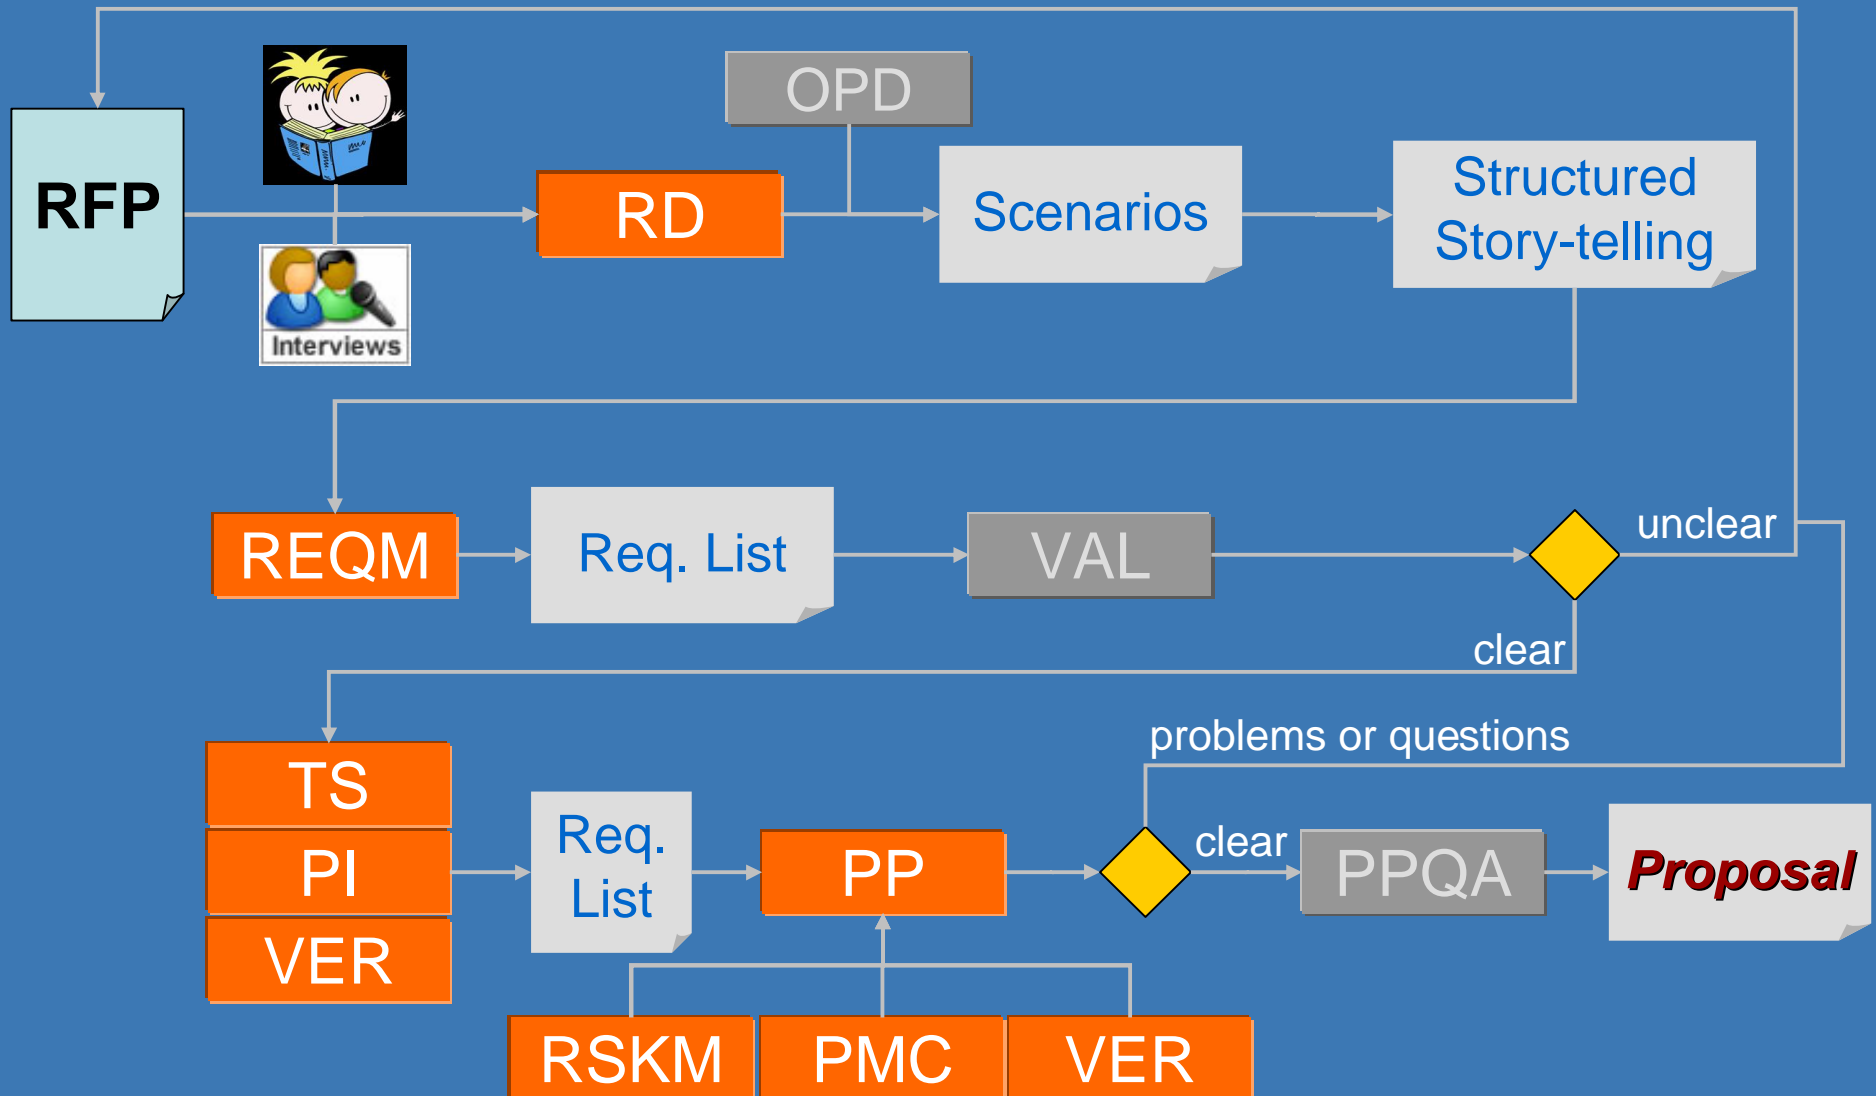 OPD
RFP
RD
Scenarios
Structured
Story-telling
Interviews
REQM
Req. List
VAL
unclear
clear
problems or questions
TS
PI
VER
Req.
List
PP
clear
PPQA
Proposal
RSKM
PMC
VER